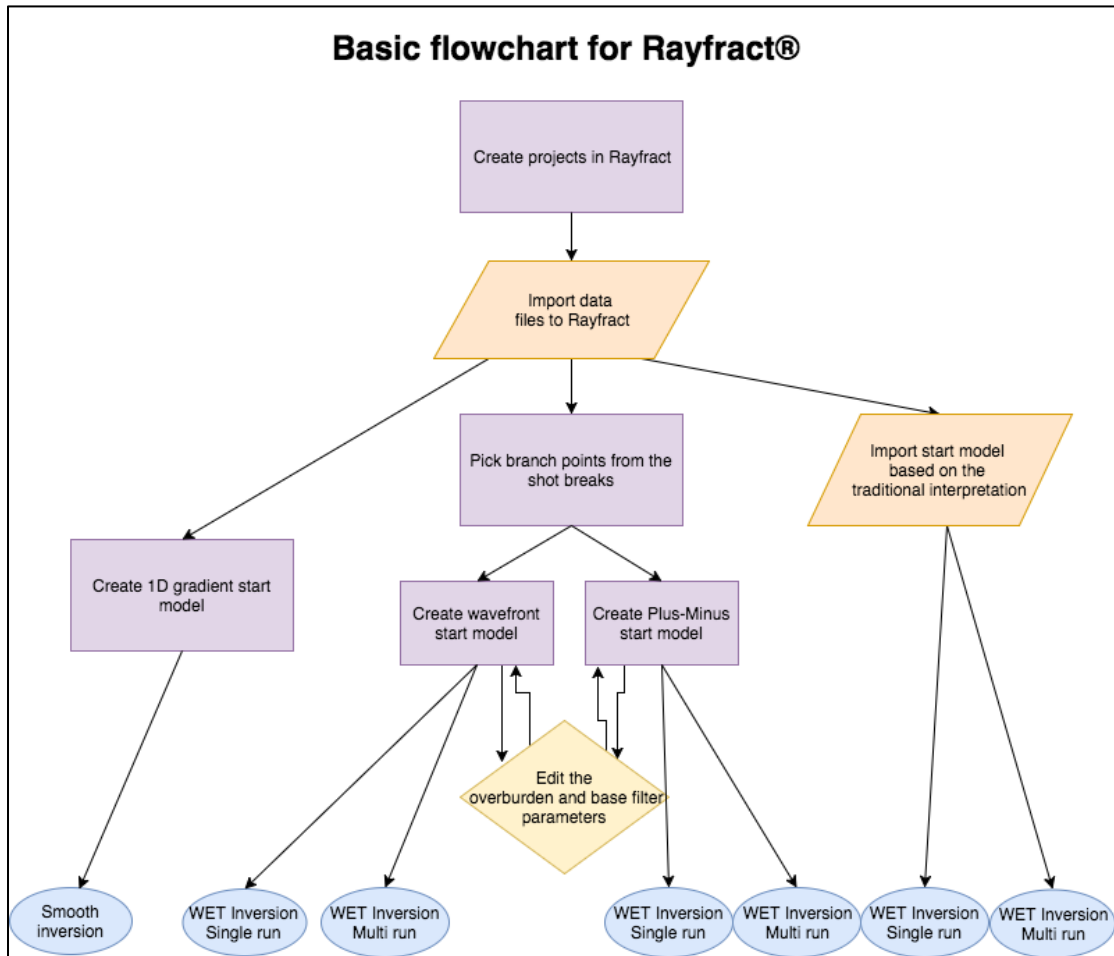 Basic flowchart for Rayfract®
Create projects in Rayfract
Import data
files to Rayfract
Pick branch points from the
shot breaks
Import start model
based on the
traditional interpretation
Create 1D gradient start
model
Create wavefront
start model
Create Plus-Minus
start model
Edit the
overburden and base filter
parameters
Smooth
inversion
WET Inversion
Single run
WET Inversion
Multi run
WET Inversion
Single run
WET Inversion
Multi run
WET Inversion
Single run
WET Inversion
Multi run